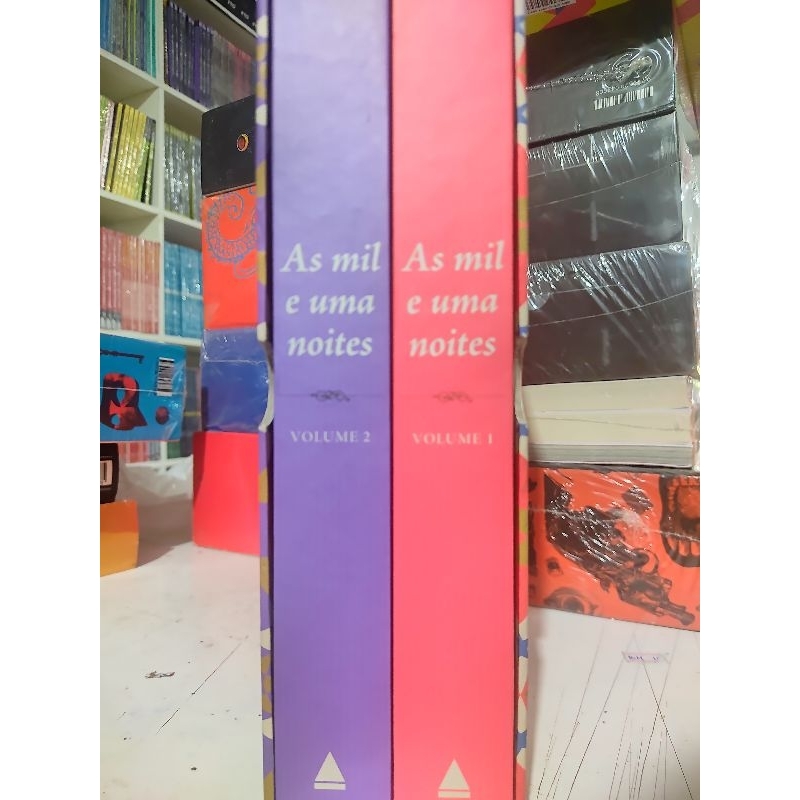 As mil
e uma
noites
VOLUME 2
As mil
e uma
noites
VOLUME 1